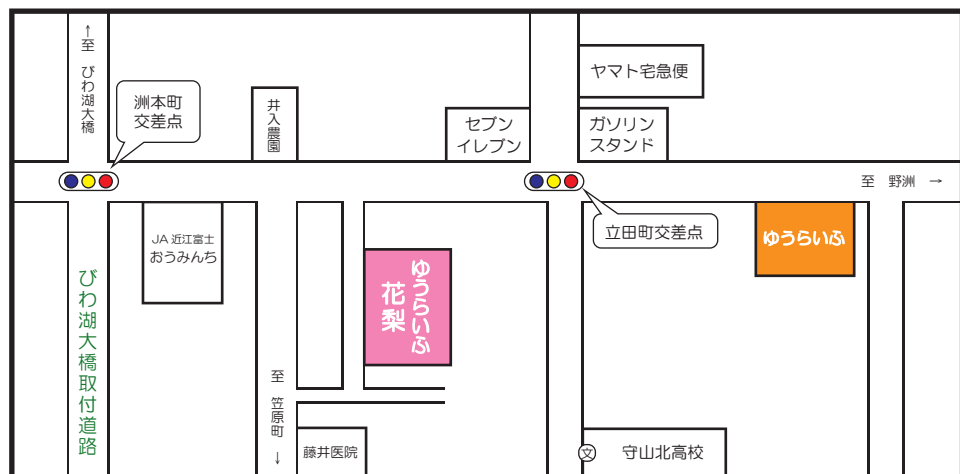 ↑至 びわ湖大橋
洲本町
交差点
井入農園
セブン
イレブン
ヤマト宅急便
ガソリン
スタンド
至 野洲 →
立田町交差点
ゆうらいふ
JA 近江富士
おうみんち
ゆうらいふ
花梨
びわ湖大橋取付道路
至 笠原町 ↓
藤井医院
文
守山北高校